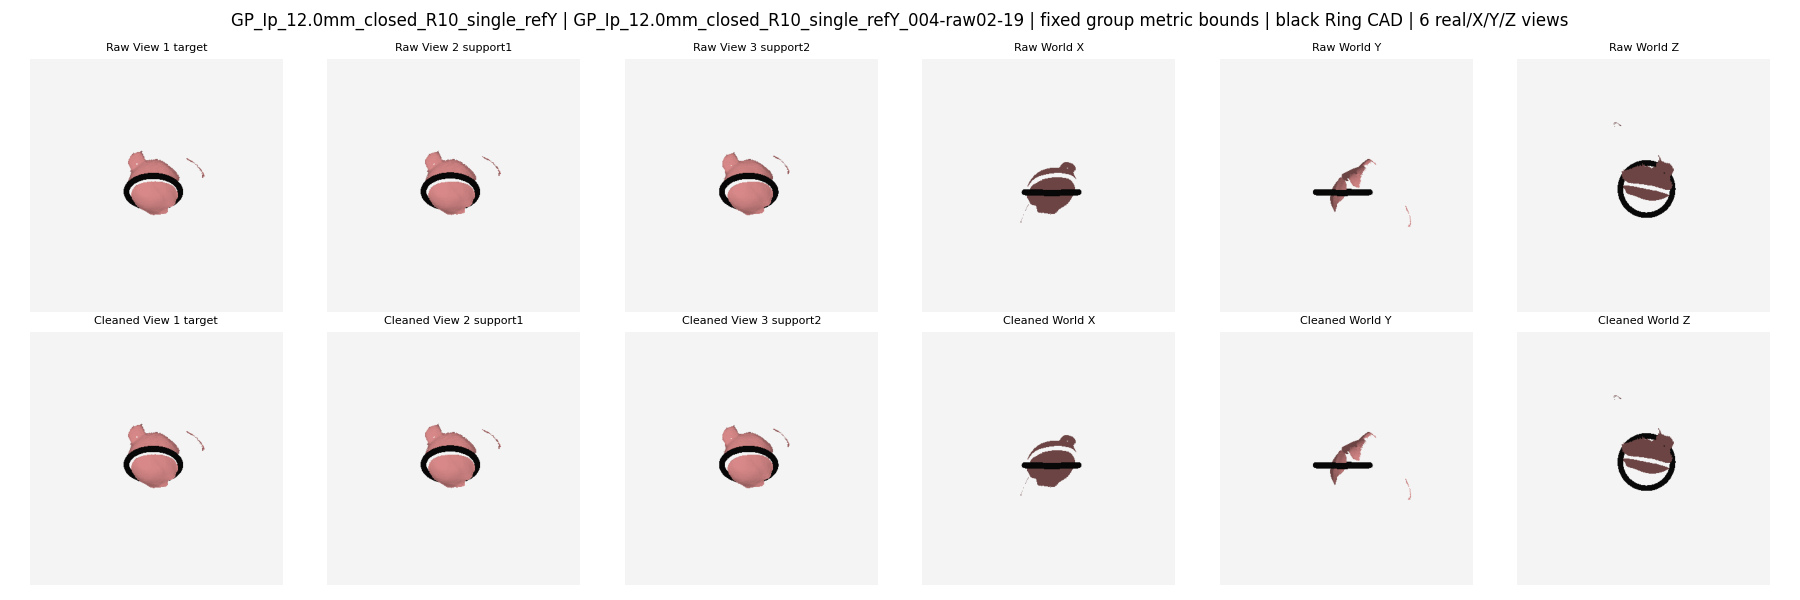 GP_Ip_12.0mm_closed_R10_single_refY | GP_Ip_12.0mm_closed_R10_single_refY_004-raw02-19 | fixed group metric bounds | black Ring CAD | 6 real/X/Y/Z views
Raw View 1 target
Raw View 2 support1
Raw View 3 support2
Raw World X
Raw World Y
Raw World Z
Cleaned View 1 target
Cleaned View 2 support1
Cleaned View 3 support2
Cleaned World X
Cleaned World Y
Cleaned World Z